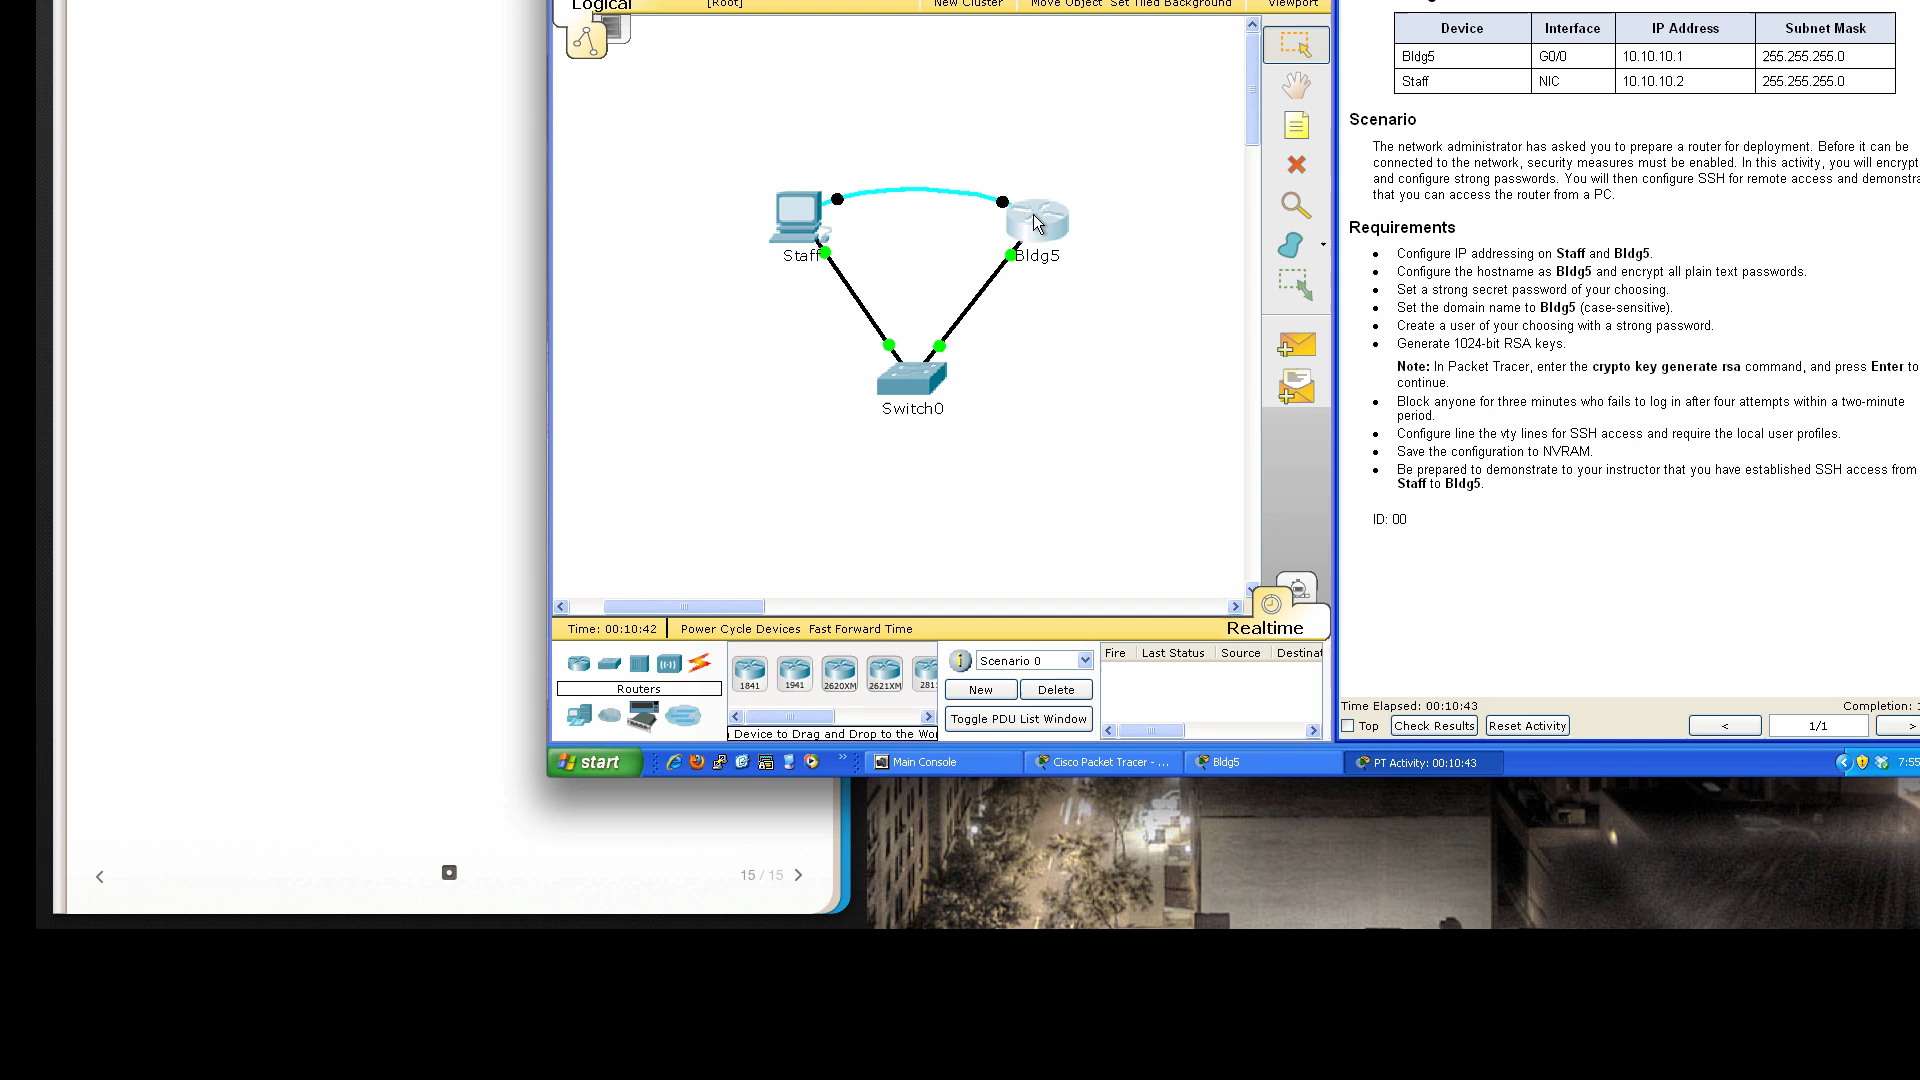 Logical
[Root]
New Cluster
Move Object
Set Tiled Background
Viewport
Staff
Bldg5
Switch0
Time: 00:10:42
Power Cycle Devices
Fast Forward Time
Realtime
Routers
1841
1941
2620XM
2621XM
281
Device to Drag and Drop to the Wor
Scenario 0
New
Delete
Toggle PDU List Window
Fire
Last Status
Source
Destinat
Device
Interface
IP Address
Subnet Mask
Bldg5
G0/0
10.10.10.1
255.255.255.0
Staff
NIC
10.10.10.2
255.255.255.0
Scenario
The network administrator has asked you to prepare a router for deployment. Before it can be
connected to the network, security measures must be enabled. In this activity, you will encrypt
and configure strong passwords. You will then configure SSH for remote access and demonstra
that you can access the router from a PC.
Requirements
• Configure IP addressing on Staff and Bldg5.
• Configure the hostname as Bldg5 and encrypt all plain text passwords.
• Set a strong secret password of your choosing.
• Set the domain name to Bldg5 (case-sensitive).
• Create a user of your choosing with a strong password.
• Generate 1024-bit RSA keys.
Note: In Packet Tracer, enter the crypto key generate rsa command, and press Enter to
continue.
• Block anyone for three minutes who fails to log in after four attempts within a two-minute
period.
• Configure line the vty lines for SSH access and require the local user profiles.
• Save the configuration to NVRAM.
• Be prepared to demonstrate to your instructor that you have established SSH access from
Staff to Bldg5.
ID: 00
Time Elapsed: 00:10:43
Completion:
Top
Check Results
Reset Activity
<
1/1
>
start
Main Console
Cisco Packet Tracer - ...
Bldg5
PT Activity: 00:10:43
7:55
15 / 15